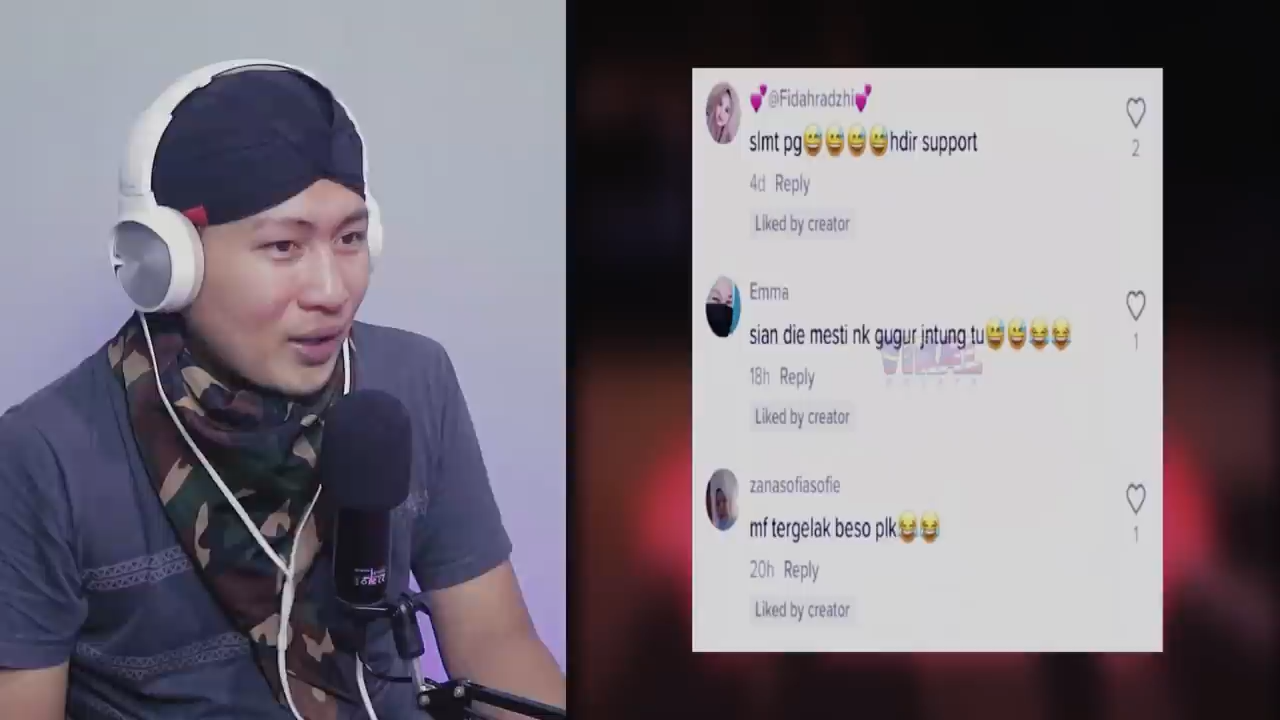 💕@Fidahradzhi💕
slmt pg😅😅😅😅hdir support
2
4d Reply
Liked by creator
Emma
sian die mesti nk gugur jntung tu😅😅😂😂
1
18h Reply
Liked by creator
zanasofiasofie
mf tergelak beso plk😂😂
1
20h Reply
Liked by creator